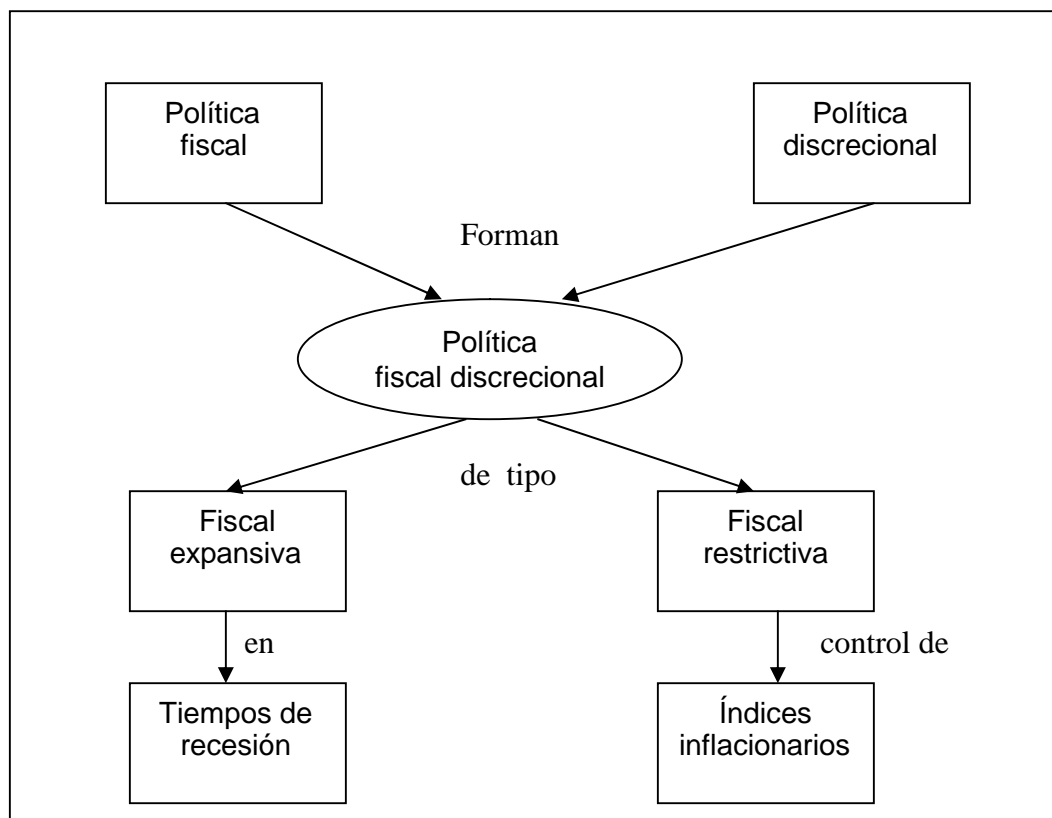 Política
fiscal
Política
discrecional
Forman
Política
fiscal discrecional
de tipo
Fiscal
expansiva
Fiscal
restrictiva
en
control de
Tiempos de
recesión
Índices
inflacionarios